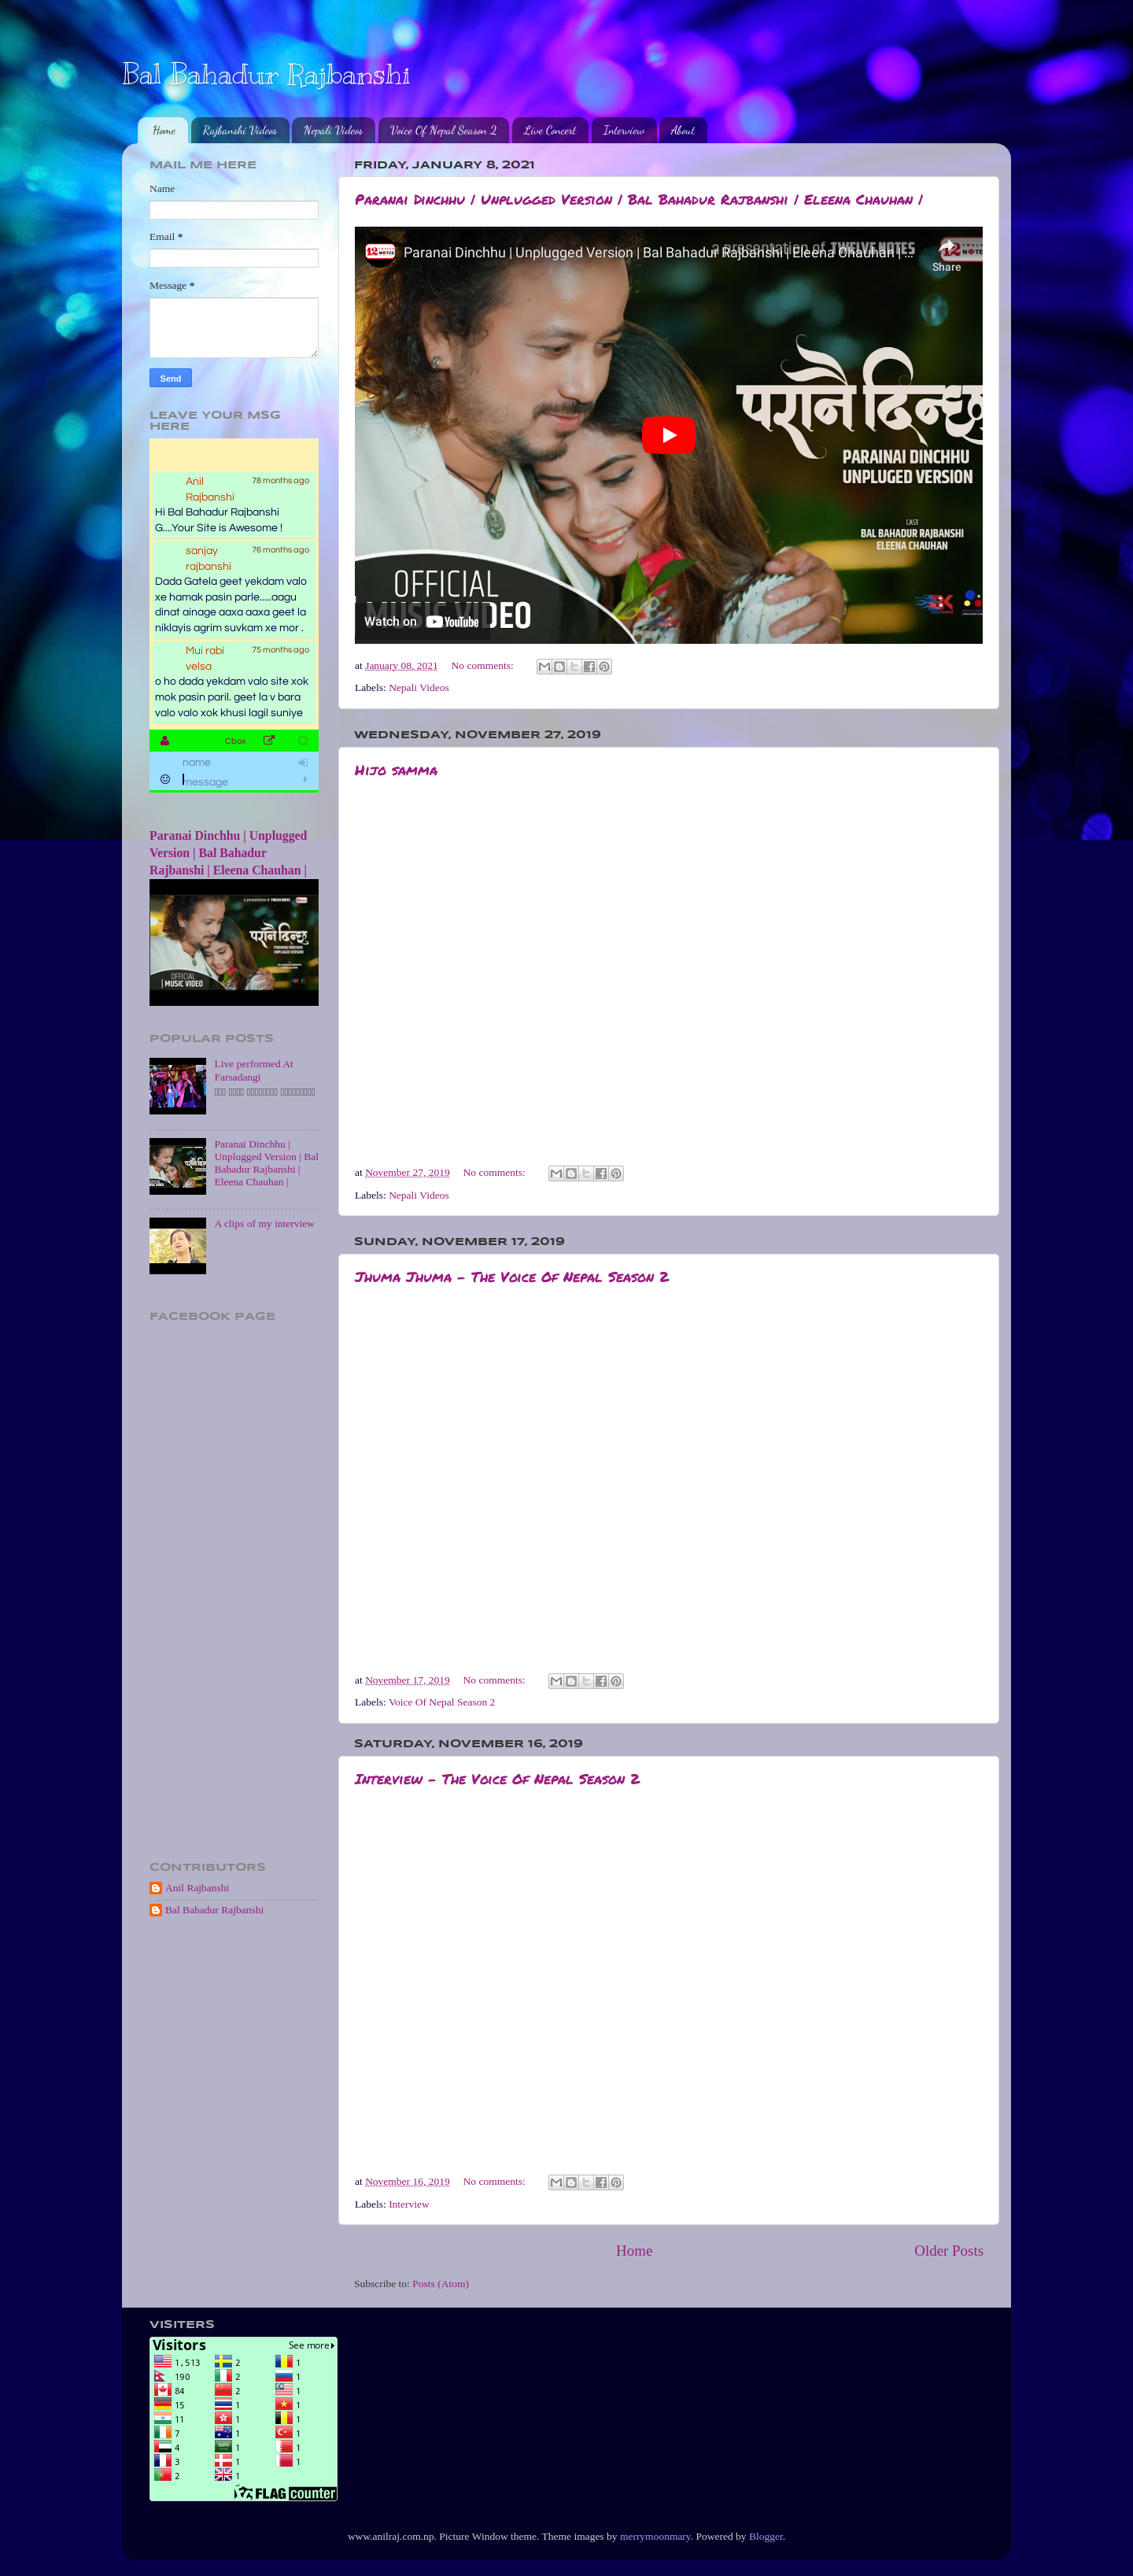 Bal Bahadur Rajbanshi
Home
Rajbanshi Videos
Nepali Videos
Voice Of Nepal Season 2
Live Concert
Interview
About
MAIL ME HERE
Name
Email *
Message *
Send
LEAVE YOUR MSG
HERE
Anil
Rajbanshi
78 months ago
Hi Bal Bahadur Rajbanshi
G....Your Site is Awesome !
sanjay
rajbanshi
76 months ago
Dada Gatela geet yekdam valo
xe hamak pasin parle.....aagu
dinat ainage aaxa aaxa geet la
niklayis agrim suvkam xe mor .
Mui rabi
velsa
75 months ago
o ho dada yekdam valo site xok
mok pasin paril. geet la v bara
valo valo xok khusi lagil suniye
Cbox
name
message
Paranai Dinchhu | Unplugged
Version | Bal Bahadur
Rajbanshi | Eleena Chauhan |
a presentation of TWELVE NOTES
परानै दिन्छु
OFFICIAL
MUSIC VIDEO
PARAINAI DINCHHU
UNPLUGED VERSION
POPULAR POSTS
Live performed At
Farsadangi
Paranai Dinchhu |
Unplugged Version | Bal
Bahadur Rajbanshi |
Eleena Chauhan |
A clips of my interview
FACEBOOK PAGE
CONTRIBUTORS
Anil Rajbanshi
Bal Bahadur Rajbanshi
FRIDAY, JANUARY 8, 2021
Paranai Dinchhu | Unplugged Version | Bal Bahadur Rajbanshi | Eleena Chauhan |
a presentation of TWELVE NOTES
12
NOTES
Paranai Dinchhu | Unplugged Version | Bal Bahadur Rajbanshi | Eleena Chauhan | ...
Share
परानै दिन्छु
PARAINAI DINCHHU
UNPLUGED VERSION
CAST
BAL BAHADUR RAJBANSHI
ELEENA CHAUHAN
OFFICIAL
MUSIC VIDEO
Watch on YouTube
at January 08, 2021 No comments:
Labels: Nepali Videos
WEDNESDAY, NOVEMBER 27, 2019
Hijo samma
at November 27, 2019 No comments:
Labels: Nepali Videos
SUNDAY, NOVEMBER 17, 2019
Jhuma Jhuma - The Voice Of Nepal Season 2
at November 17, 2019 No comments:
Labels: Voice Of Nepal Season 2
SATURDAY, NOVEMBER 16, 2019
Interview - The Voice Of Nepal Season 2
at November 16, 2019 No comments:
Labels: Interview
Home
Older Posts
Subscribe to: Posts (Atom)
VISITERS
Visitors See more
1,513 2 1
190 2 1
84 2 1
15 1 1
11 1 1
7 1 1
4 1 1
3 1 1
2 1
FLAG counter
www.anilraj.com.np. Picture Window theme. Theme images by merrymoonmary. Powered by Blogger.